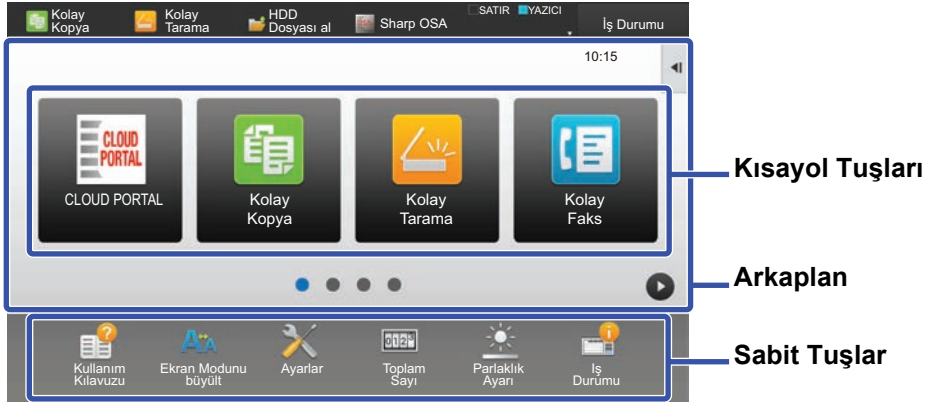 Kolay
Kopya
Kolay
Tarama
HDD
Dosyası al
Sharp OSA
SATIR
YAZICI
İş Durumu
10:15
CLOUD
PORTAL
CLOUD PORTAL
Kolay
Kopya
Kolay
Tarama
Kolay
Faks
Kısayol Tuşları
Arkaplan
Kullanım
Kılavuzu
Ekran Modunu
büyült
Ayarlar
Toplam
Sayı
Parlaklık
Ayarı
Iş
Durumu
Sabit Tuşlar